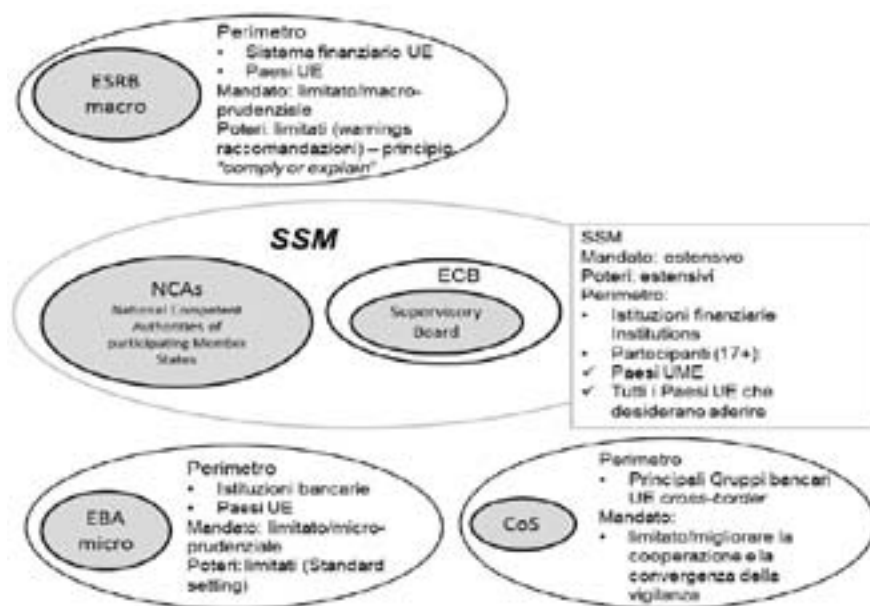 ESRB
macro
Perimetro
• Sistema finanziario UE
• Paesi UE
Mandato: limitato/macro-
prudenziale
Poteri: limitati (warnings
raccomandazioni) – principio
"comply or explain"
SSM
NCAs
National Competent
Authorities of
participating Member
States
ECB
Supervisory
Board
SSM
Mandato: estensivo
Poteri: estensivi
Perimetro:
• Istituzioni finanziarie
Institutions
• Partecipanti (17+):
✓ Paesi UME
✓ Tutti i Paesi UE che
desiderano aderire
EBA
micro
Perimetro
• Istituzioni bancarie
• Paesi UE
Mandato: limitato/micro-
prudenziale
Poteri: limitati (Standard
setting)
CoS
Perimetro
• Principali Gruppi bancari
UE cross-border
Mandato:
• limitato/migliorare la
cooperazione e la
convergenza della
vigilanza